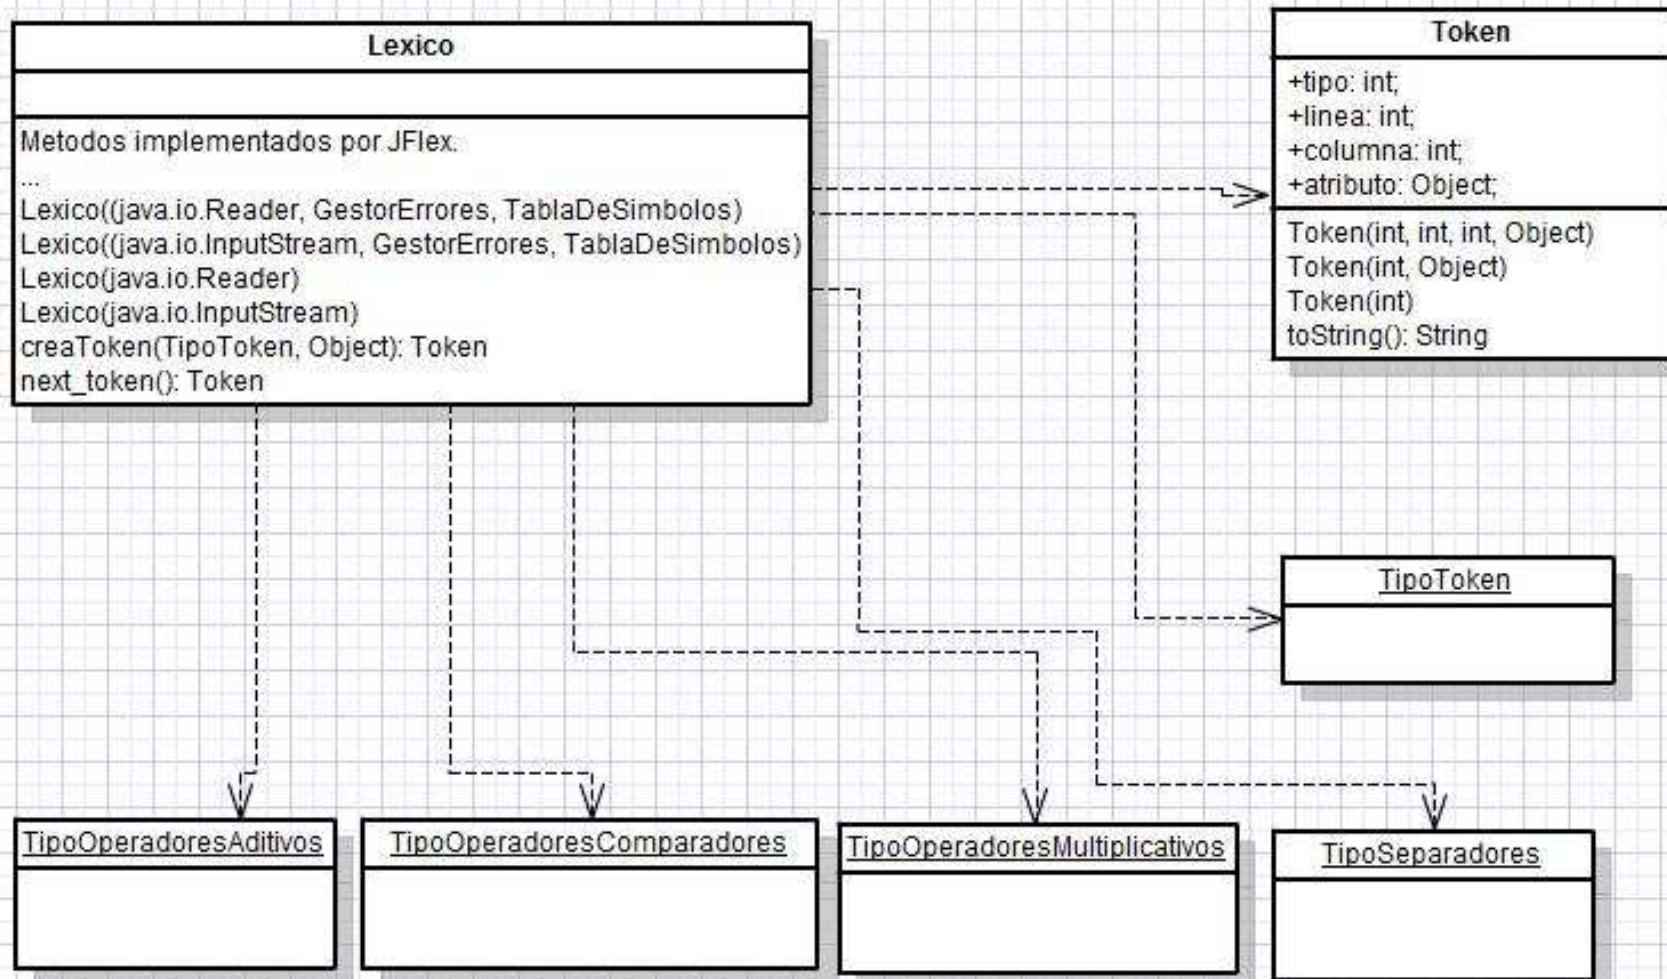 Lexico
Metodos implementados por JFlex.
...
Lexico((java.io.Reader, GestorErrores, TablaDeSimbolos)
Lexico((java.io.InputStream, GestorErrores, TablaDeSimbolos)
Lexico(java.io.Reader)
Lexico(java.io.InputStream)
creaToken(TipoToken, Object): Token
next_token(): Token
Token
+tipo: int;
+linea: int;
+columna: int;
+atributo: Object;
Token(int, int, int, Object)
Token(int, Object)
Token(int)
toString(): String
TipoToken
TipoOperadoresAditivos
TipoOperadoresComparadores
TipoOperadoresMultiplicativos
TipoSeparadores